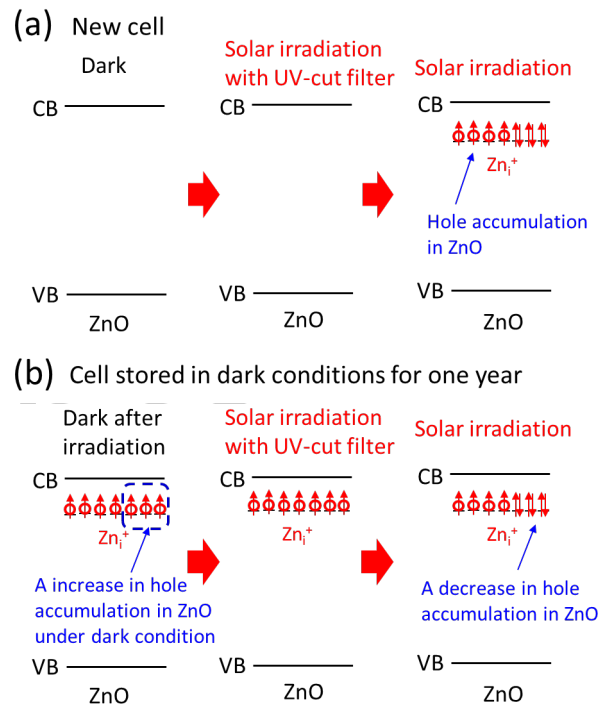 (a) New cell
Dark
Solar irradiation
with UV-cut filter
Solar irradiation
CB
CB
CB
Zni+
Hole accumulation
in ZnO
VB
VB
VB
ZnO
ZnO
ZnO
(b) Cell stored in dark conditions for one year
Dark after
irradiation
Solar irradiation
with UV-cut filter
Solar irradiation
CB
CB
CB
Zni+
Zni+
Zni+
A increase in hole
accumulation in ZnO
under dark condition
A decrease in hole
accumulation in ZnO
VB
VB
VB
ZnO
ZnO
ZnO